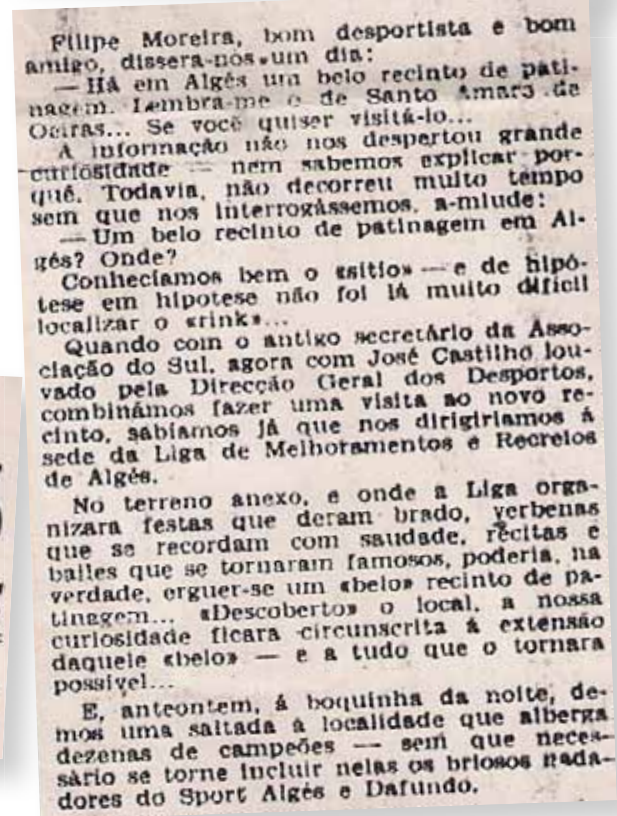 Filipe Moreira, bom desportista e bom
amigo, dissera-nos um dia:
— Há em Algés um belo recinto de pati-
nagem. Lembra-me o de Santo Amaro de
Oeiras... Se você quiser visitá-lo...
A informação não nos despertou grande
curiosidade — nem sabemos explicar por-
quê. Todavia, não decorreu muito tempo
sem que nos interrogássemos, a-miude:
— Um belo recinto de patinagem em Al-
gés? Onde?
Conheciamos bem o «sitio» — e de hipó-
tese em hipotese não foi lá muito dificil
localizar o «rink»...
Quando com o antigo secretário da Asso-
ciação do Sul, agora com José Castilho lou-
vado pela Direcção Geral dos Desportos,
combinámos fazer uma visita ao novo re-
cinto, sabíamos já que nos dirigiriamos á
sede da Liga de Melhoramentos e Recreios
de Algés.
No terreno anexo, e onde a Liga orga-
nizara festas que deram brado, verbenas
que se recordam com saudade, récitas e
bailes que se tornaram famosos, poderia, na
verdade, erguer-se um «belo» recinto de pa-
tinagem... «Descoberto» o local, a nossa
curiosidade ficara circunscrita á extensão
daquele «belo» — e a tudo que o tornara
possivel...
E, anteontem, á boquinha da noite, de-
mos uma saltada à localidade que alberga
dezenas de campeões — sem que neces-
sàrio se torne incluir nelas os briosos nada-
dores do Sport Algés e Dafundo.